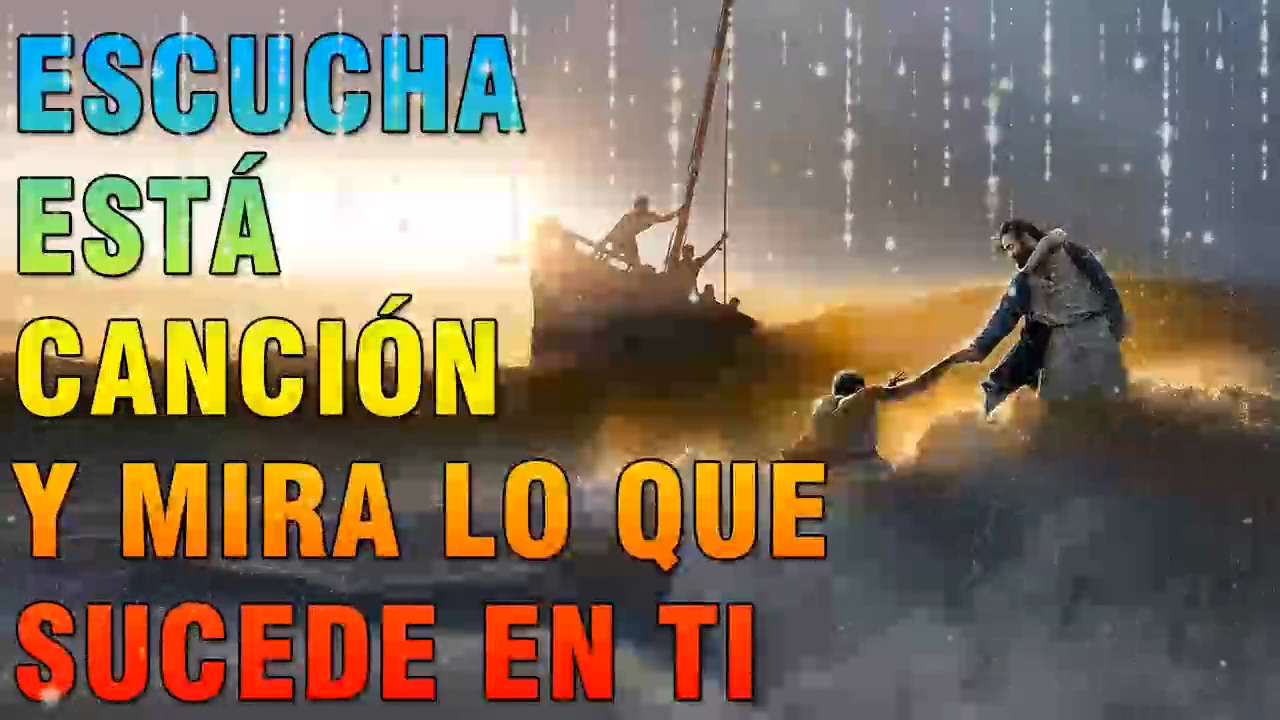 ESCUCHA
ESTÁ
CANCIÓN
Y MIRA LO QUE
SUCEDE EN TI